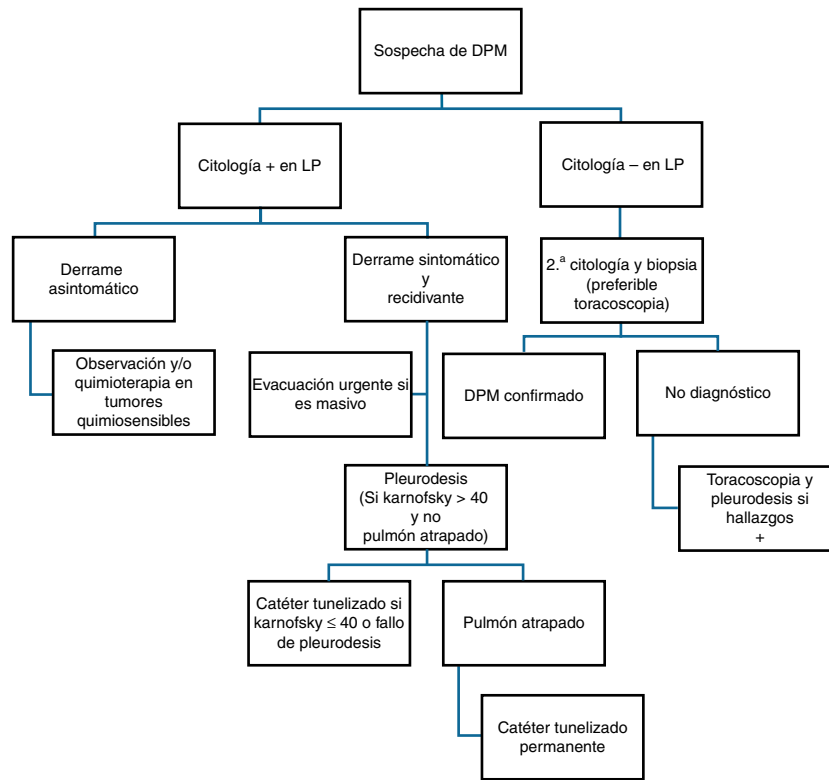 Sospecha de DPM
Citología + en LP
Citología – en LP
Derrame
asintomático
Derrame sintomático
y
recidivante
2.ª citología y biopsia
(preferible
toracoscopia)
Observación y/o
quimioterapia en
tumores
quimiosensibles
Evacuación urgente si
es masivo
DPM confirmado
No diagnóstico
Pleurodesis
(Si karnofsky > 40
y no
pulmón atrapado)
Toracoscopia y
pleurodesis si
hallazgos
+
Catéter tunelizado si
karnofsky ≤ 40 o fallo
de pleurodesis
Pulmón atrapado
Catéter tunelizado
permanente